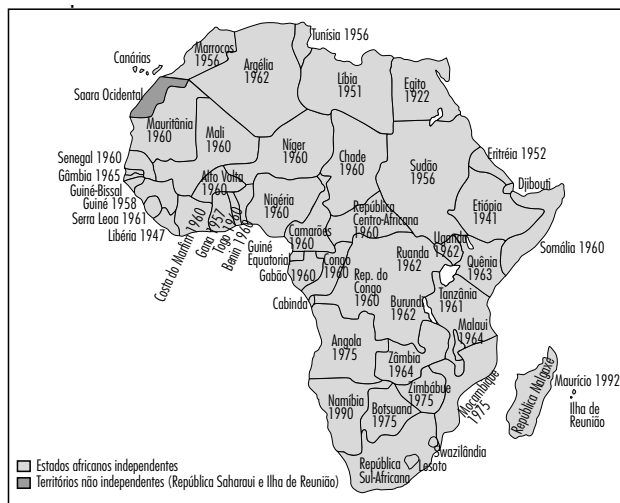 Tunísia 1956
Canárias
Marrocos
1956
Argélia
1962
Líbia
1951
Egito
1922
Saara Ocidental
Mauritânia
1960
Mali
1960
Níger
1960
Chade
1960
Sudão
1956
Eritréia 1952
Djibouti
Senegal 1960
Gâmbia 1965
Guiné-Bissal
Guiné 1958
Serra Leoa 1961
Libéria 1947
Costa do Marfim 1960
Alto Volta
1960
Gana 1957
Togo 1960
Benin 1960
Nigéria
1960
Camarões
1960
República
Centro-Africana
1960
Etiópia
1941
Somália 1960
Guiné
Equatorial
Gabão
1960
Congo
1960
Rep. do
Congo
1960
Ruanda
1962
Uganda
1962
Quênia
1963
Burundi
1962
Tanzânia
1961
Cabinda
Malaui
1964
Angola
1975
Zâmbia
1964
Zimbábue
1975
Moçambique
1975
República Malgaxe
Maurício 1992
Ilha de
Reunião
Namíbia
1990
Botsuana
1975
Swazilândia
Lesoto
República
Sul-Africana
Estados africanos independentes
Territórios não independentes (República Saharaui e Ilha de Reunião)